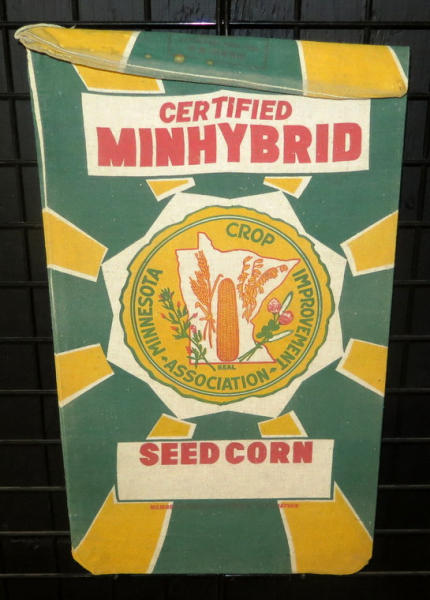 CERTIFIED
MINHYBRID
MINNESOTA CROP IMPROVEMENT
ASSOCIATION
SEAL
SEED CORN